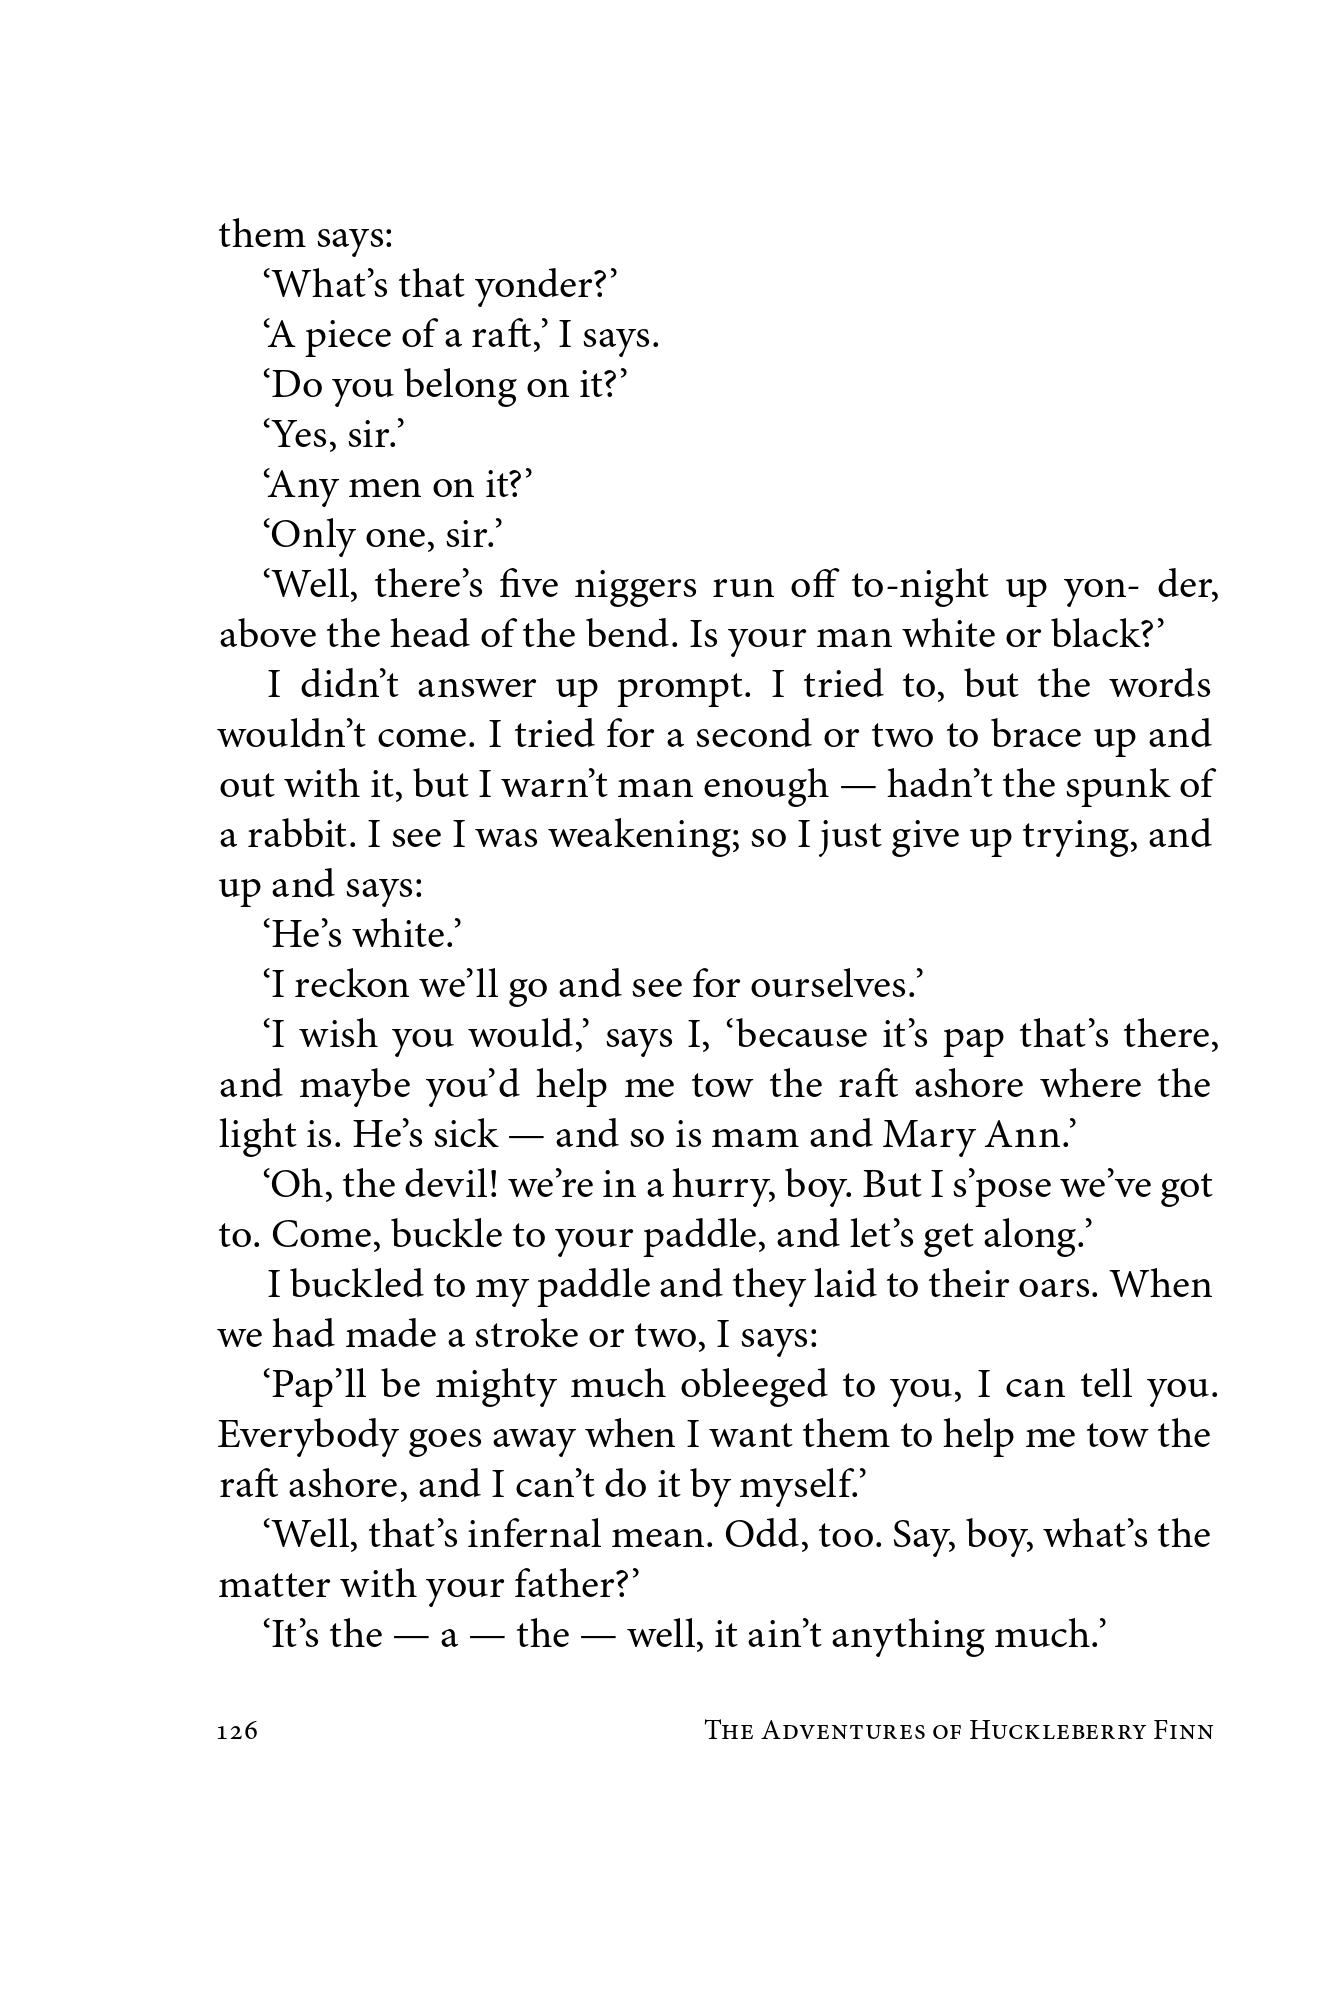 them says:
‘What’s that yonder?’
‘A piece of a raft,’ I says.
‘Do you belong on it?’
‘Yes, sir.’
‘Any men on it?’
‘Only one, sir.’
‘Well, there’s five niggers run off to-night up yon- der,
above the head of the bend. Is your man white or black?’
I didn’t answer up prompt. I tried to, but the words
wouldn’t come. I tried for a second or two to brace up and
out with it, but I warn’t man enough — hadn’t the spunk of
a rabbit. I see I was weakening; so I just give up trying, and
up and says:
‘He’s white.’
‘I reckon we’ll go and see for ourselves.’
‘I wish you would,’ says I, ‘because it’s pap that’s there,
and maybe you’d help me tow the raft ashore where the
light is. He’s sick — and so is mam and Mary Ann.’
‘Oh, the devil! we’re in a hurry, boy. But I s’pose we’ve got
to. Come, buckle to your paddle, and let’s get along.’
I buckled to my paddle and they laid to their oars. When
we had made a stroke or two, I says:
‘Pap’ll be mighty much obleeged to you, I can tell you.
Everybody goes away when I want them to help me tow the
raft ashore, and I can’t do it by myself.’
‘Well, that’s infernal mean. Odd, too. Say, boy, what’s the
matter with your father?’
‘It’s the — a — the — well, it ain’t anything much.’
126 The Adventures of Huckleberry Finn